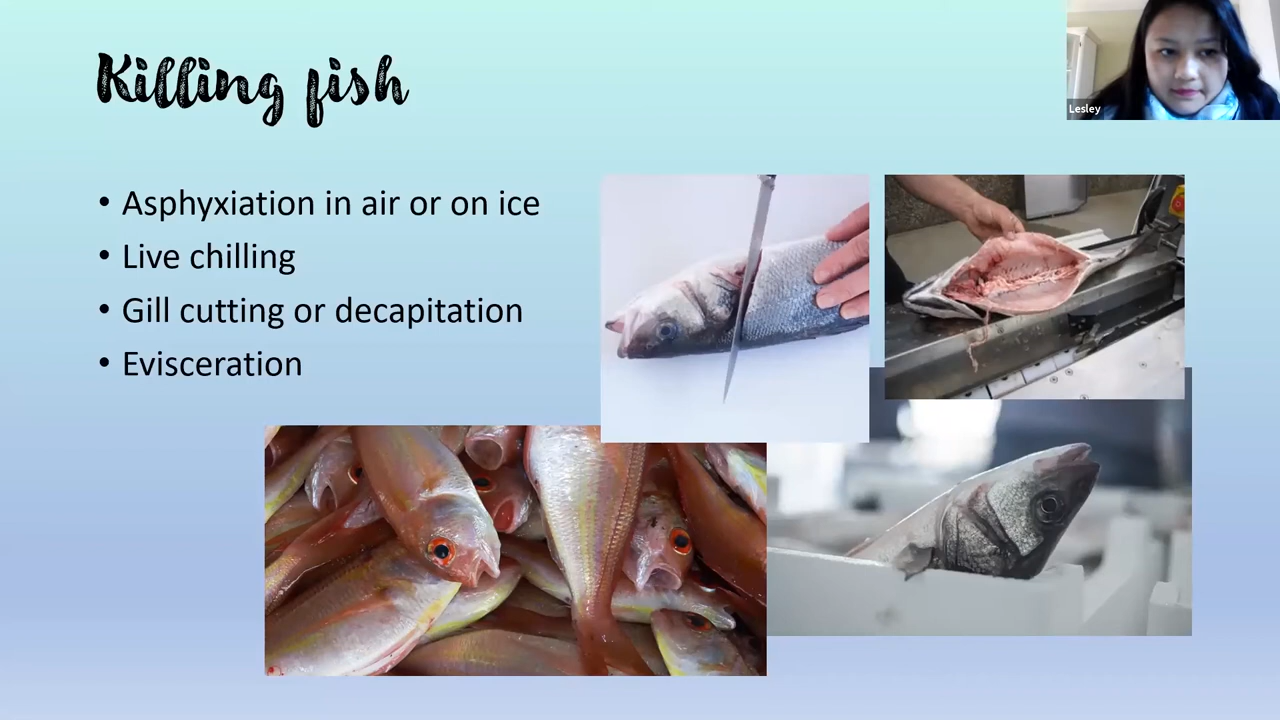 Killing fish
• Asphyxiation in air or on ice
• Live chilling
• Gill cutting or decapitation
• Evisceration
Lesley